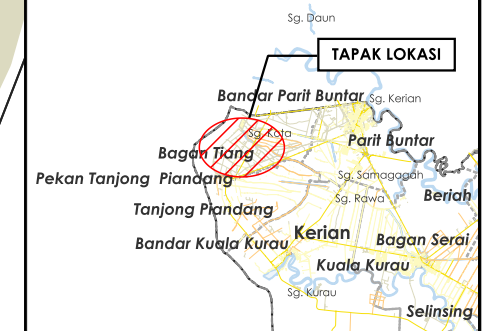 Sg. Daun
TAPAK LOKASI
Bandar Parit Buntar
Sg. Kerian
Sg. Kota
Parit Buntar
Bagan Tiang
Pekan Tanjong Piandang
Sg. Samagagah
Beriah
Sg. Rawa
Tanjong Piandang
Kerian
Bandar Kuala Kurau
Bagan Serai
Kuala Kurau
Sg. Kurau
Selinsing